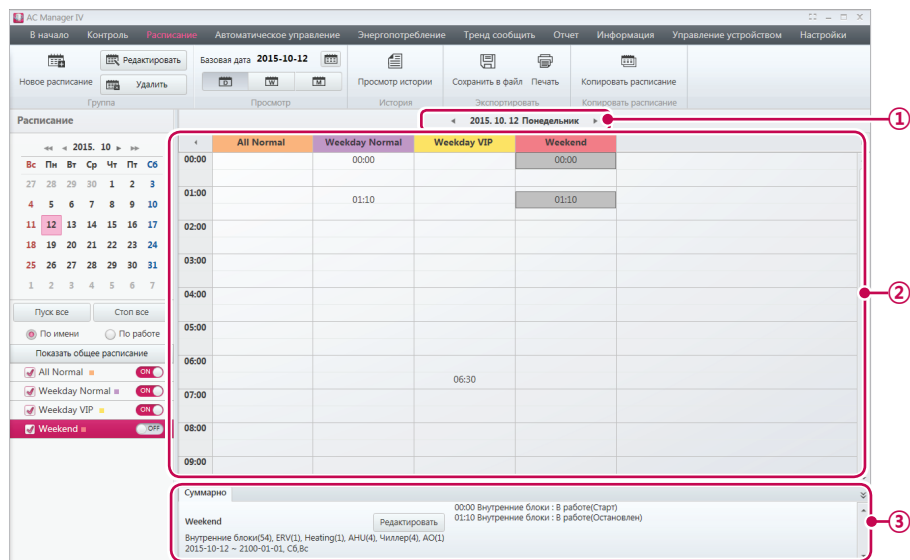 AC Manager IV
В начало Контроль Расписание Автоматическое управление Энергопотребление Тренд сообщить Отчет Информация Управление устройством Настройки
Новое расписание
Редактировать
Удалить
Группа
Базовая дата 2015-10-12
D W M
Просмотр
Просмотр истории
История
Сохранить в файл Печать
Экспортировать
Копировать расписание
Копировать расписание
Расписание
2015. 10. 12 Понедельник
1
2015. 10
Вс Пн Вт Ср Чт Пт Сб
27 28 29 30 1 2 3
4 5 6 7 8 9 10
11 12 13 14 15 16 17
18 19 20 21 22 23 24
25 26 27 28 29 30 31
1 2 3 4 5 6 7
Пуск все Стоп все
По имени По работе
Показать общее расписание
All Normal ON
Weekday Normal ON
Weekday VIP ON
Weekend OFF
All Normal Weekday Normal Weekday VIP Weekend
00:00 00:00 00:00
01:00
01:10 01:10
02:00
03:00
04:00
2
05:00
06:00
06:30
07:00
08:00
09:00
Суммарно
Weekend
Редактировать
Внутренние блоки(54), ERV(1), Heating(1), AHU(4), Чиллер(4), AO(1)
2015-10-12 ~ 2100-01-01, Сб,Вс
00:00 Внутренние блоки : В работе(Старт)
01:10 Внутренние блоки : В работе(Остановлен)
3